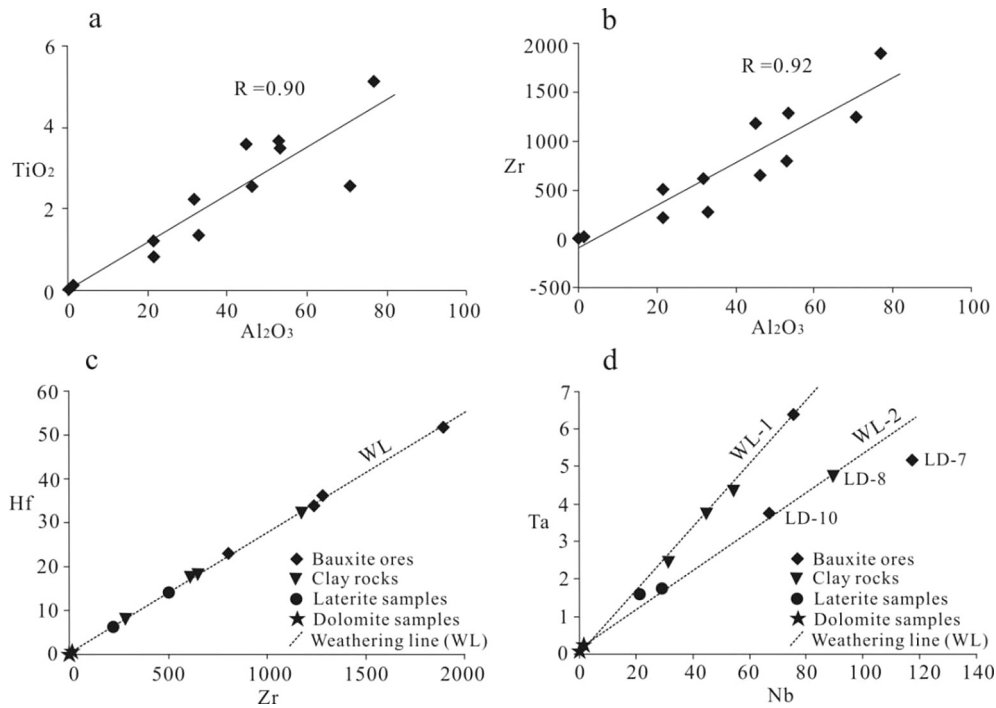 a
6
4
TiO2
2
0
R =0.90
0 20 40 60 80 100
Al2O3
b
2000
1500
Zr
1000
500
0
-500
R =0.92
0 20 40 60 80 100
Al2O3
c
60
50
40
Hf
30
20
10
0
WL
Bauxite ores
Clay rocks
Laterite samples
Dolomite samples
Weathering line (WL)
0 500 1000 1500 2000
Zr
d
7
6
5
4
Ta
3
2
1
0
WL-1
WL-2
LD-7
LD-8
LD-10
Bauxite ores
Clay rocks
Laterite samples
Dolomite samples
Weathering line (WL)
0 20 40 60 80 100 120 140
Nb